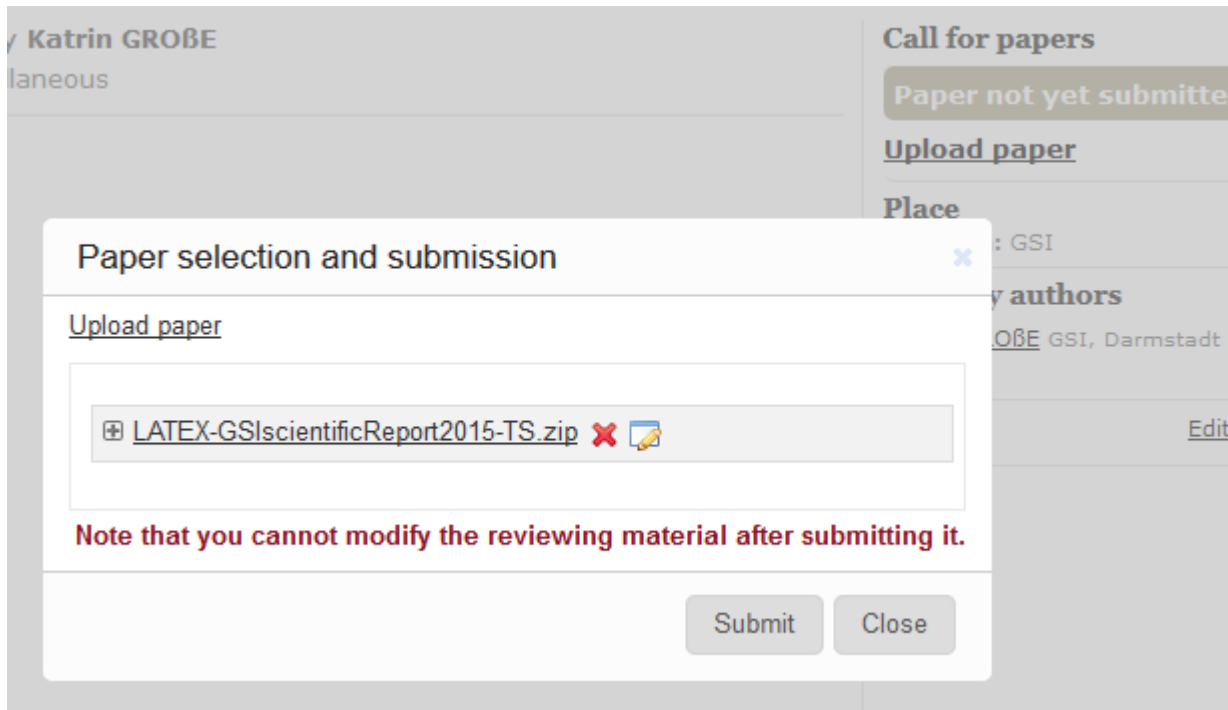 y Katrin GROßE
laneous
Call for papers
Paper not yet submitte
Upload paper
Place
: GSI
y authors
OßE GSI, Darmstadt
Edit
Paper selection and submission
Upload paper
LATEX-GSIscientificReport2015-TS.zip
Note that you cannot modify the reviewing material after submitting it.
Submit Close